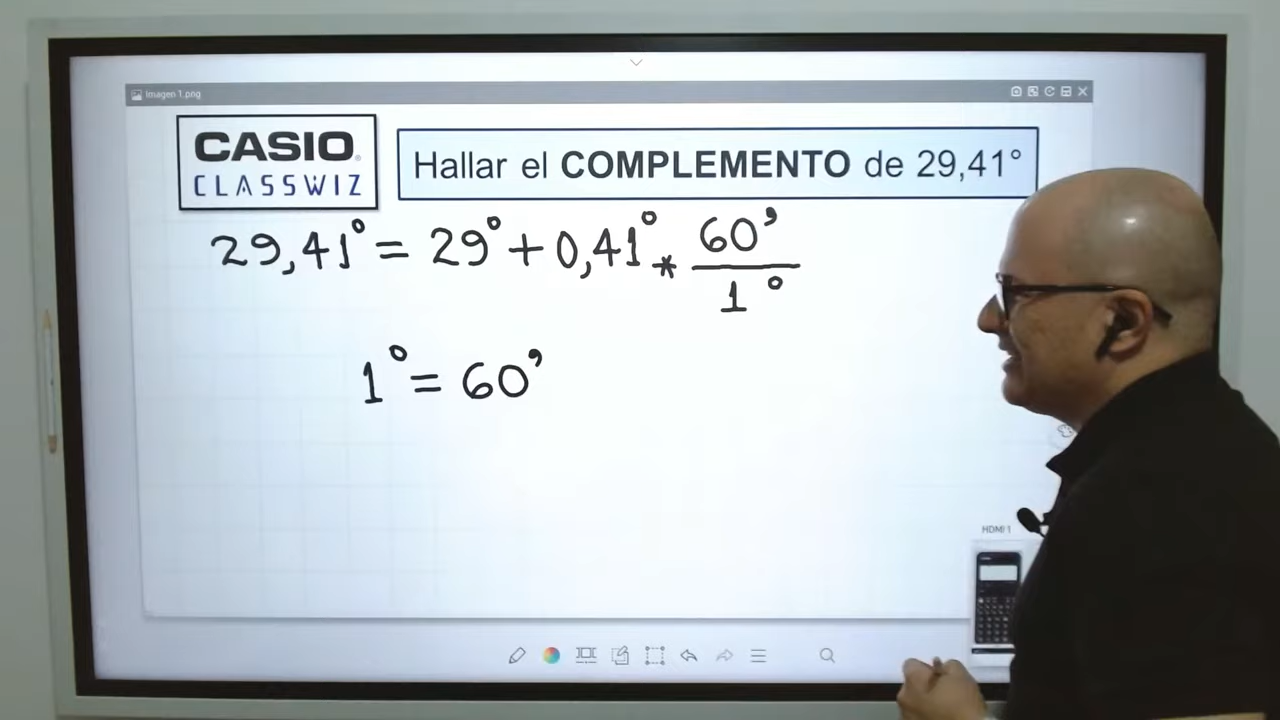 Imagen 1.png
CASIO
CLASSWIZ
Hallar el COMPLEMENTO de 29,41°
29,41° = 29° + 0,41° * 60’
1°
1° = 60’
HDMI 1